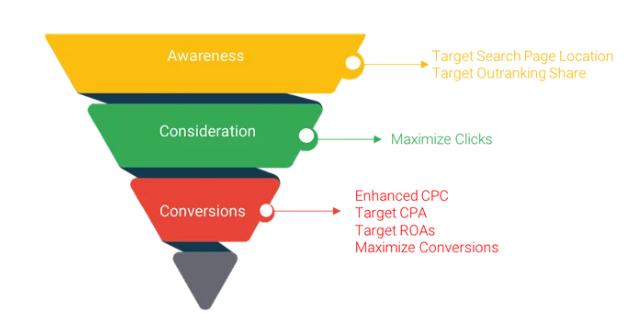 Awareness
Target Search Page Location
Target Outranking Share
Consideration
Maximize Clicks
Conversions
Enhanced CPC
Target CPA
Target ROAs
Maximize Conversions